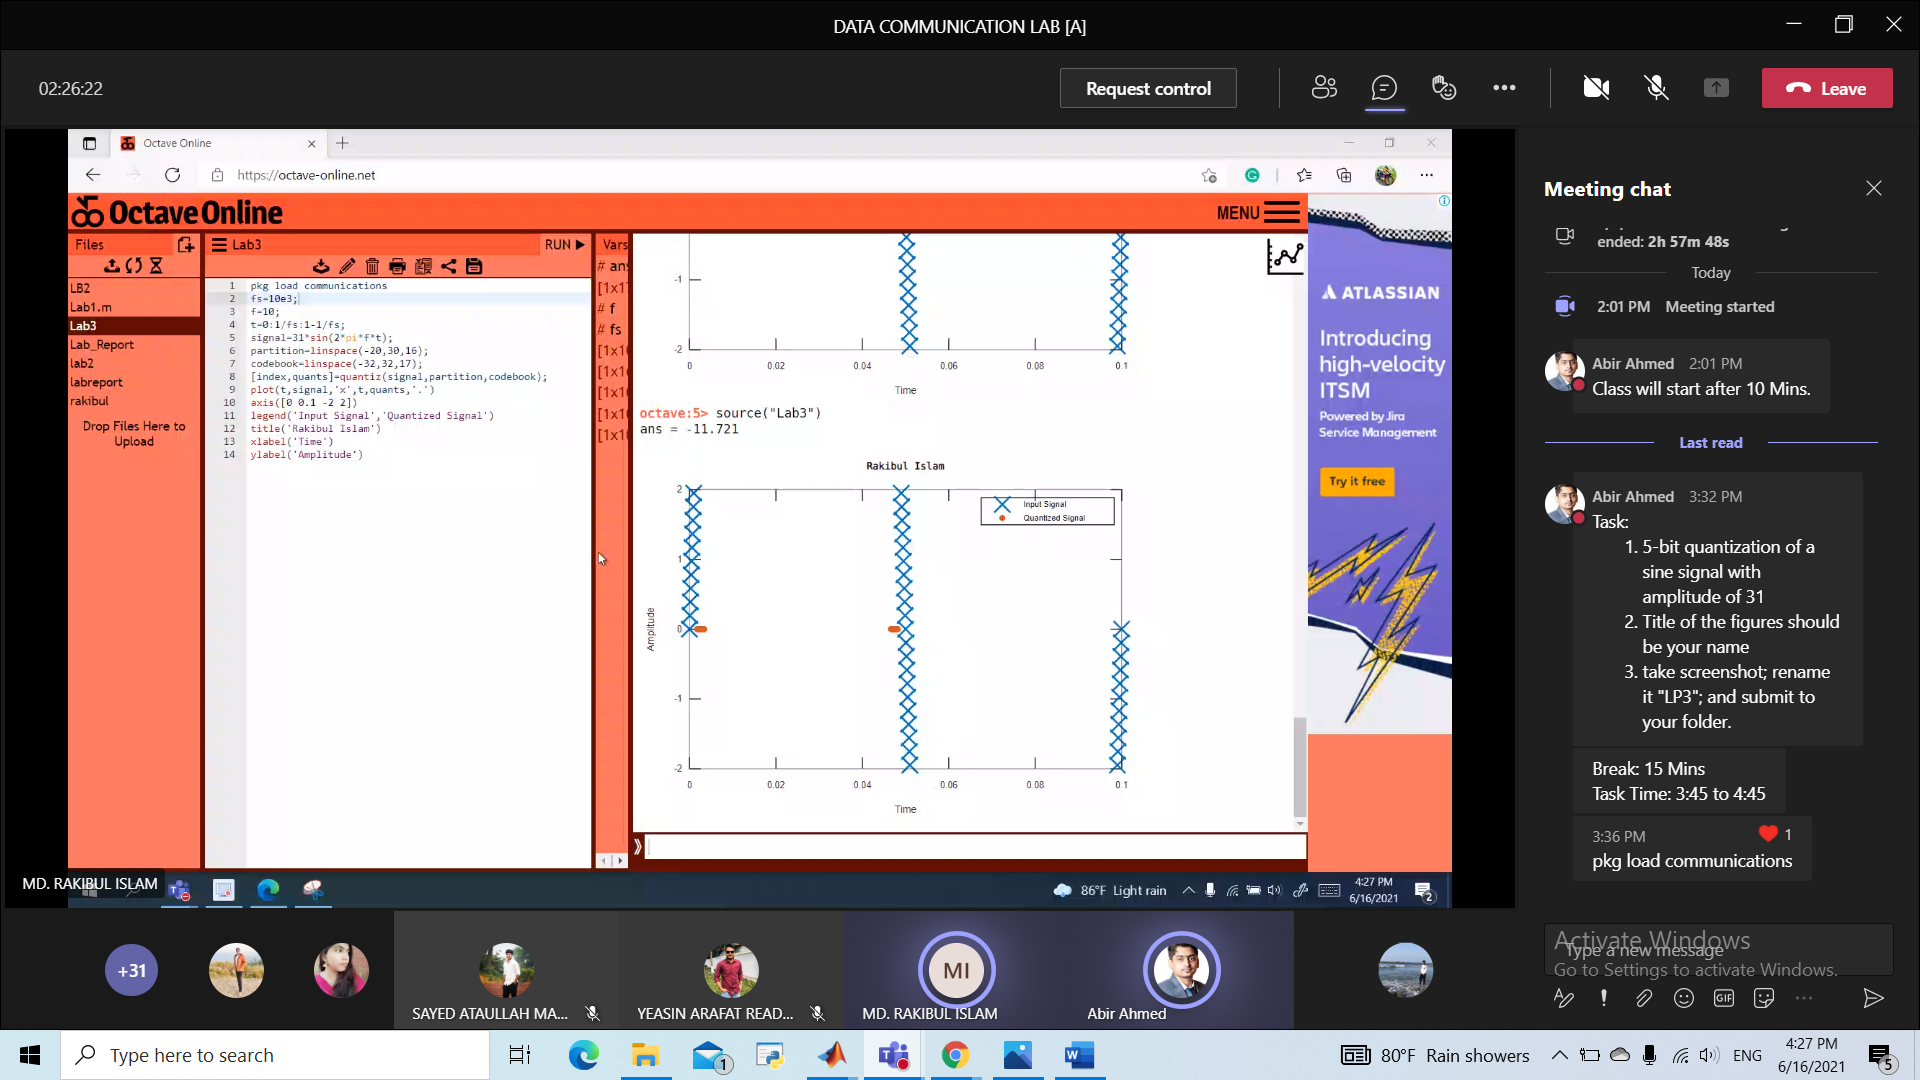 DATA COMMUNICATION LAB [A]
02:26:22
Request control
Leave
Octave Online
https://octave-online.net
Octave Online
MENU
Files
Lab3
RUN
Vars
LB2
Lab1.m
Lab3
Lab_Report
lab2
labreport
rakibul
Drop Files Here to
Upload
1 pkg load communications
2 fs=10e3;
3 f=10;
4 t=0:1/fs:1-1/fs;
5 signal=31*sin(2*pi*f*t);
6 partition=linspace(-20,30,16);
7 codebook=linspace(-32,32,17);
8 [index,quants]=quantiz(signal,partition,codebook);
9 plot(t,signal,'x',t,quants,'.')
10 axis([0 0.1 -2 2])
11 legend('Input Signal','Quantized Signal')
12 title('Rakibul Islam')
13 xlabel('Time')
14 ylabel('Amplitude')
# ans
[1x1
# f
# fs
[1x10
[1x10
[1x10
[1x10
[1x10
-1
-2
0 0.02 0.04 0.06 0.08 0.1
Time
octave:5> source("Lab3")
ans = -11.721
Rakibul Islam
2
Input Signal
Quantized Signal
1
0
Amplitude
-1
-2
0 0.02 0.04 0.06 0.08 0.1
Time
ATLASSIAN
Introducing
high-velocity
ITSM
Powered by Jira
Service Management
Try it free
MD. RAKIBUL ISLAM
86°F Light rain
4:27 PM
6/16/2021
2
Meeting chat
ended: 2h 57m 48s
Today
2:01 PM Meeting started
Abir Ahmed 2:01 PM
Class will start after 10 Mins.
Last read
Abir Ahmed 3:32 PM
Task:
1. 5-bit quantization of a
sine signal with
amplitude of 31
2. Title of the figures should
be your name
3. take screenshot; rename
it "LP3"; and submit to
your folder.
Break: 15 Mins
Task Time: 3:45 to 4:45
3:36 PM
1
pkg load communications
Type a new message
Activate Windows
Go to Settings to activate Windows.
GIF
+31
SAYED ATAULLAH MA...
YEASIN ARAFAT READ...
MI
MD. RAKIBUL ISLAM
Abir Ahmed
Type here to search
1
80°F Rain showers
ENG
4:27 PM
6/16/2021
5